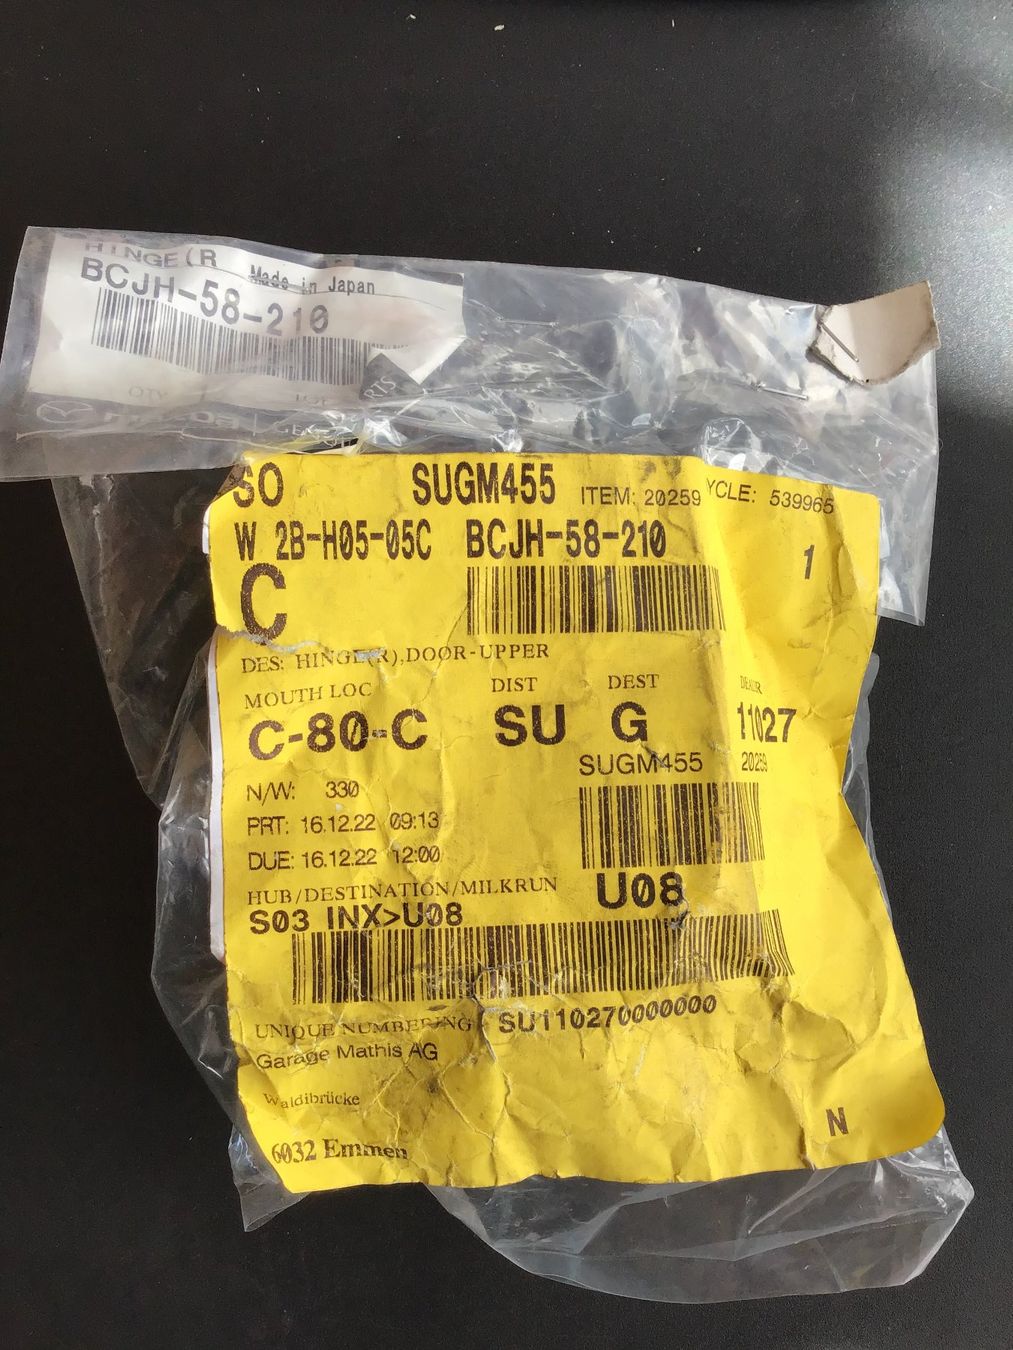 HINGE(R
Made in Japan
BCJH-58-210
QTY
SO SUGM455 ITEM: 20259 YCLE: 539965
W 2B-H05-05C BCJH-58-210 1
C
DES: HINGE(R),DOOR-UPPER
MOUTH LOC DIST DEST DEALER
C-80-C SU G 11027
SUGM455 20259
N/W: 330
PRT: 16.12.22 09:13
DUE: 16.12.22 12:00
HUB/DESTINATION/MILKRUN U08
S03 INX>U08
UNIQUE NUMBERING SU110270000000
Garage Mathis AG
Waldibrücke
N
6032 Emmen